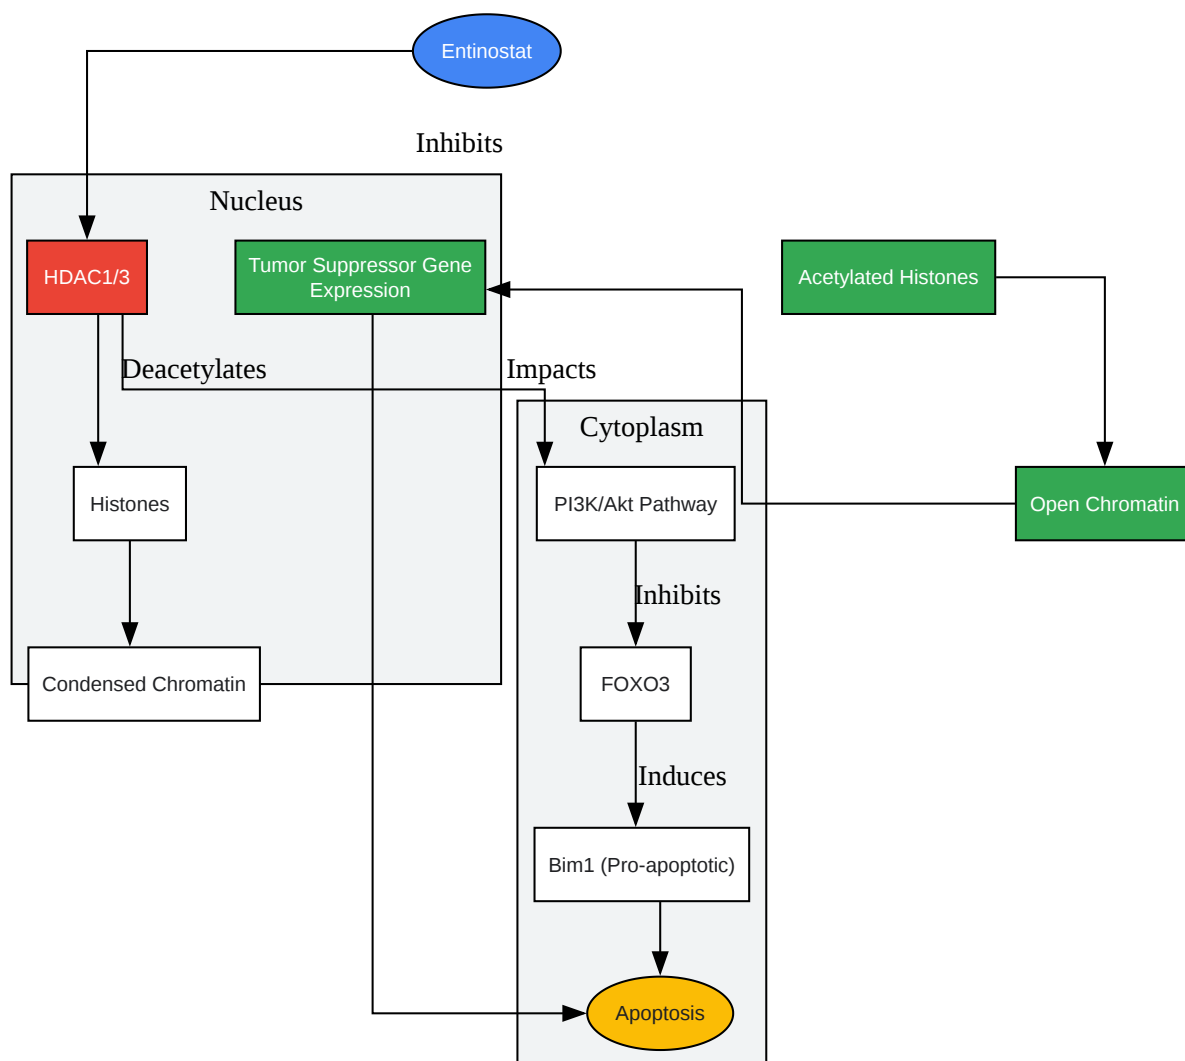 Entinostat
Inhibits
Nucleus
HDAC1/3
Tumor Suppressor Gene
Expression
Acetylated Histones
Deacetylates
Impacts
Cytoplasm
Histones
PI3K/Akt Pathway
Open Chromatin
Inhibits
Condensed Chromatin
FOXO3
Induces
Bim1 (Pro-apoptotic)
Apoptosis